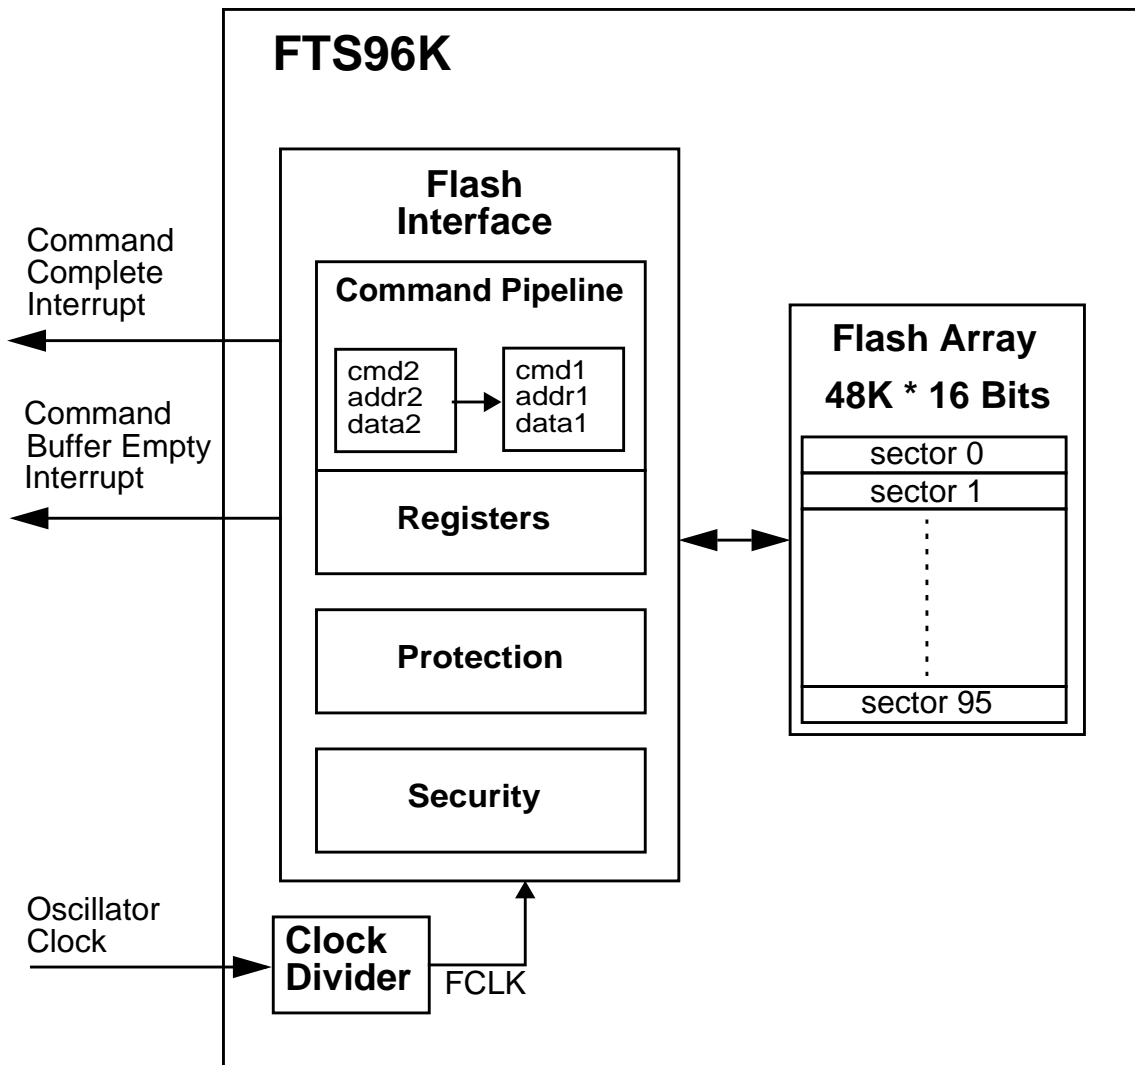 FTS96K
Flash
Interface
Command
Complete
Interrupt
Command Pipeline
cmd2
addr2
data2
cmd1
addr1
data1
Command
Buffer Empty
Interrupt
Registers
Protection
Security
Flash Array
48K * 16 Bits
sector 0
sector 1
sector 95
Oscillator
Clock
Clock
Divider
FCLK